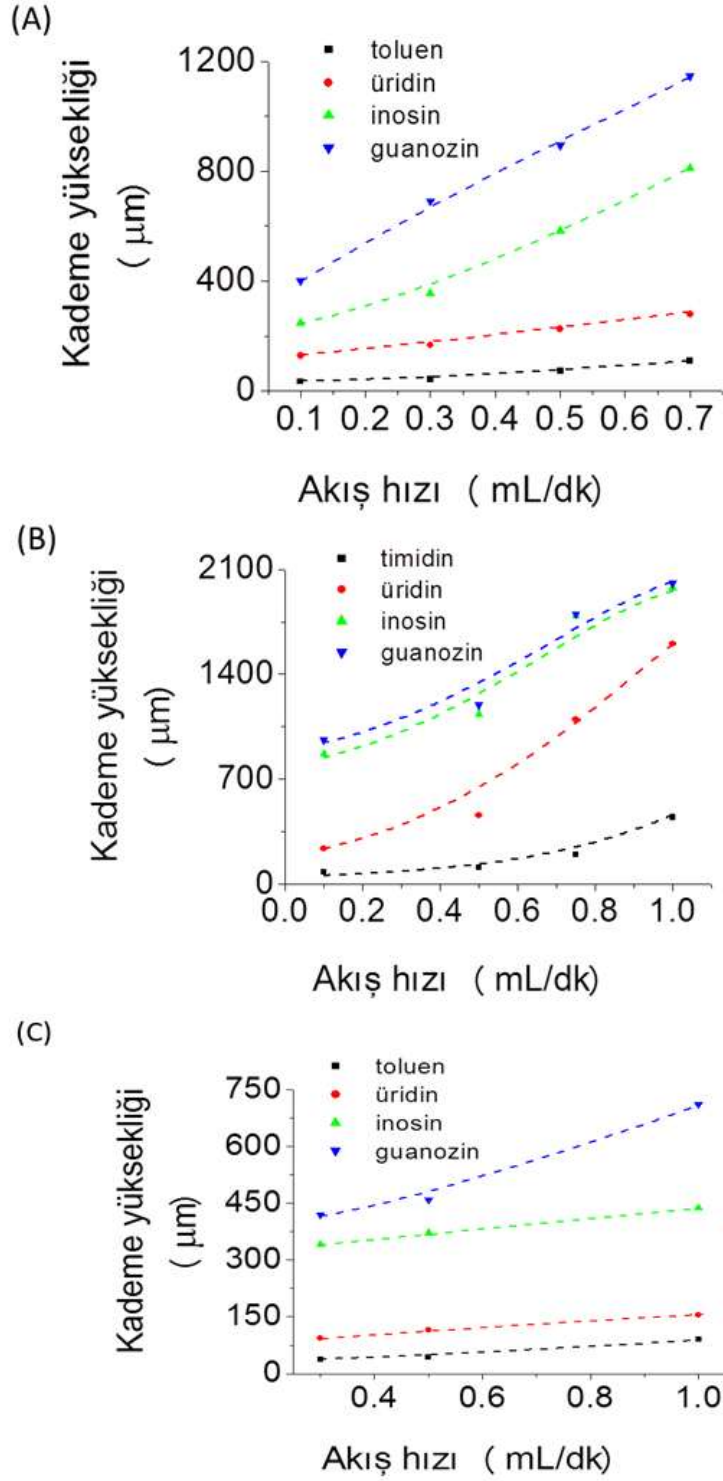 (A)
Kademe yüksekliği
( μm)
toluen
üridin
inosin
guanozin
1200
800
400
0
0.1 0.2 0.3 0.4 0.5 0.6 0.7
Akış hızı ( mL/dk)
(B)
Kademe yüksekliği
( μm)
timidin
üridin
inosin
guanozin
2100
1400
700
0
0.0 0.2 0.4 0.6 0.8 1.0
Akış hızı ( mL/dk)
(C)
Kademe yüksekliği
( μm)
toluen
üridin
inosin
guanozin
750
600
450
300
150
0
0.4 0.6 0.8 1.0
Akış hızı ( mL/dk)